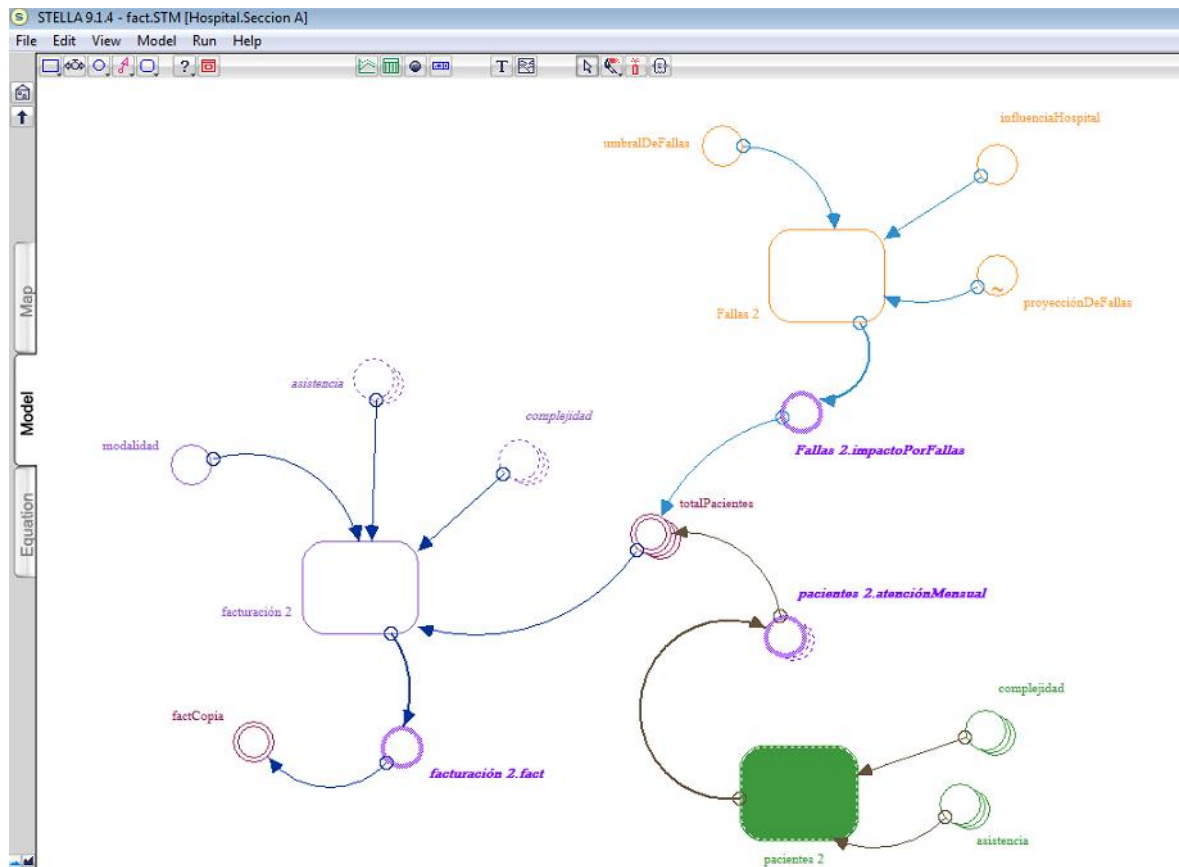 STELLA 9.1.4 - fact.STM [Hospital.Seccion A]
File Edit View Model Run Help
?
T
Map
Model
Equation
umbralDeFallas
influenciaHospital
Fallas 2
~
proyecciónDeFallas
asistencia
complejidad
modalidad
Fallas 2.impactoPorFallas
totalPacientes
facturación 2
pacientes 2.atenciónMensual
factCopia
facturación 2.fact
complejidad
asistencia
pacientes 2